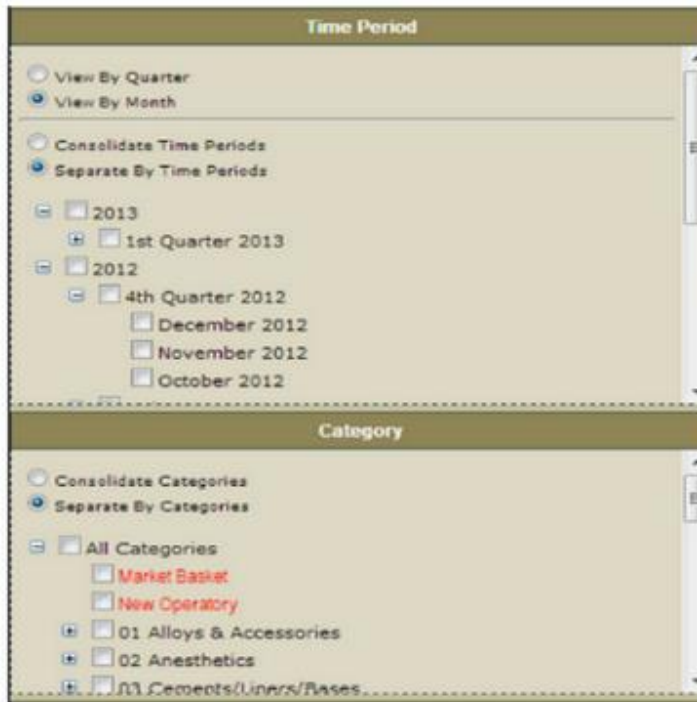 Time Period
View By Quarter
View By Month
Consolidate Time Periods
Separate By Time Periods
2013
1st Quarter 2013
2012
4th Quarter 2012
December 2012
November 2012
October 2012
Category
Consolidate Categories
Separate By Categories
All Categories
Market Basket
New Operatory
01 Alloys & Accessories
02 Anesthetics
03 Cements/Liners/Bases